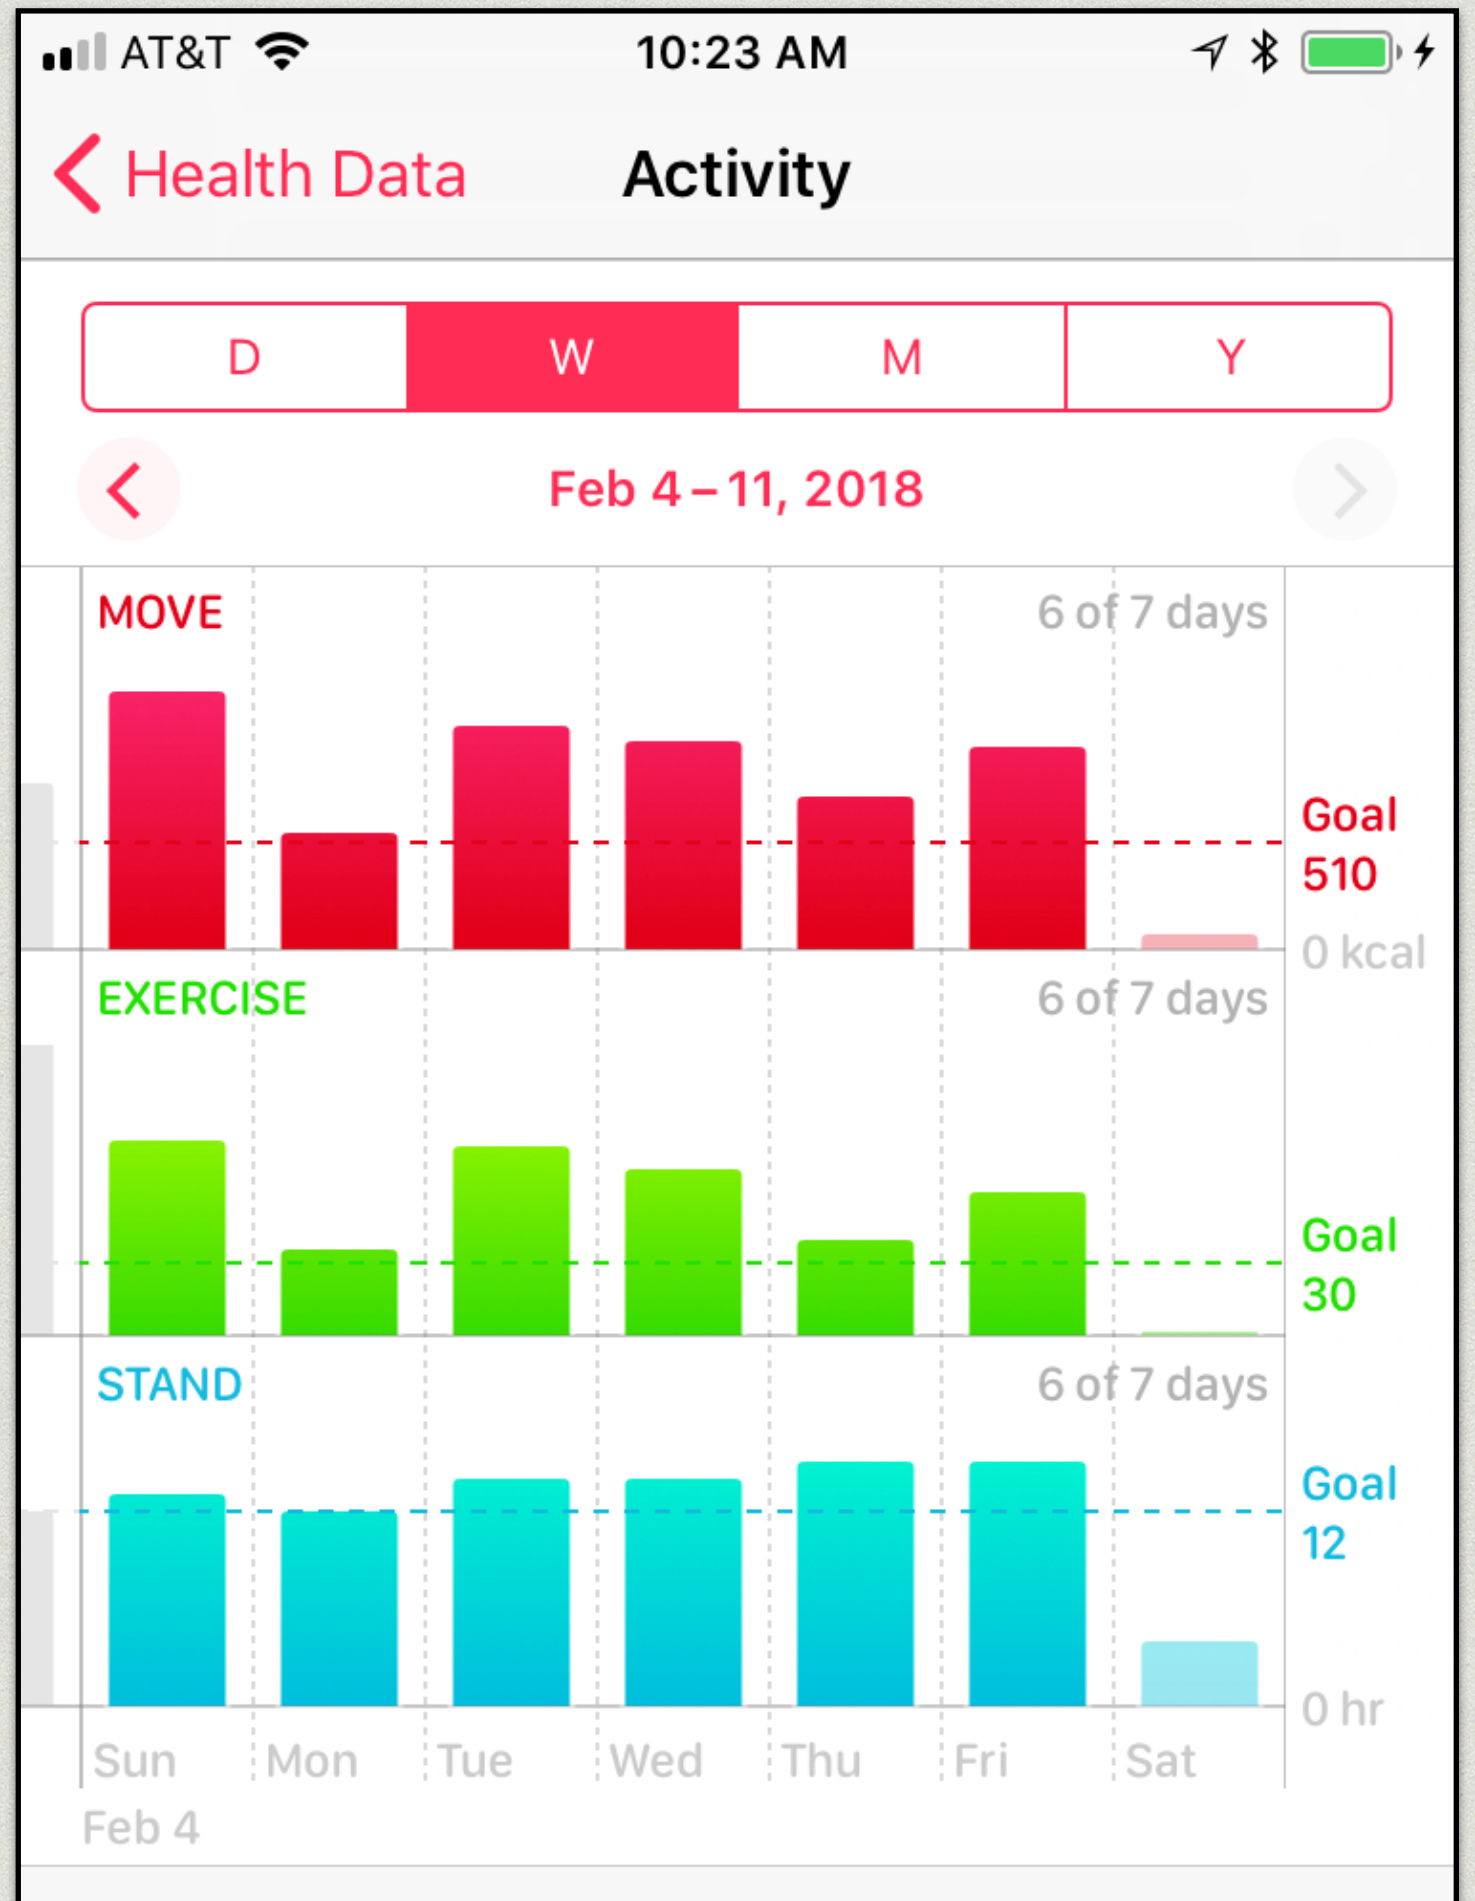 AT&T 10:23 AM
Health Data Activity
D W M Y
Feb 4 – 11, 2018
MOVE 6 of 7 days
Goal
510
0 kcal
EXERCISE 6 of 7 days
Goal
30
STAND 6 of 7 days
Goal
12
0 hr
Sun Mon Tue Wed Thu Fri Sat
Feb 4